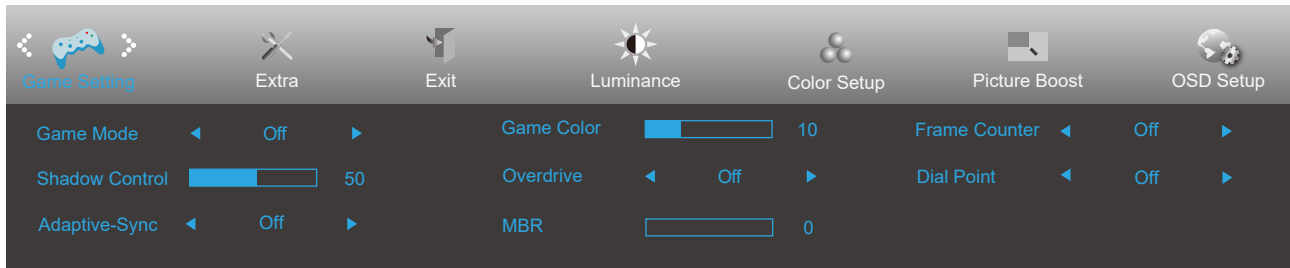 Game Setting Extra Exit Luminance Color Setup Picture Boost OSD Setup
Game Mode Off Game Color 10 Frame Counter Off
Shadow Control 50 Overdrive Off Dial Point Off
Adaptive-Sync Off MBR 0